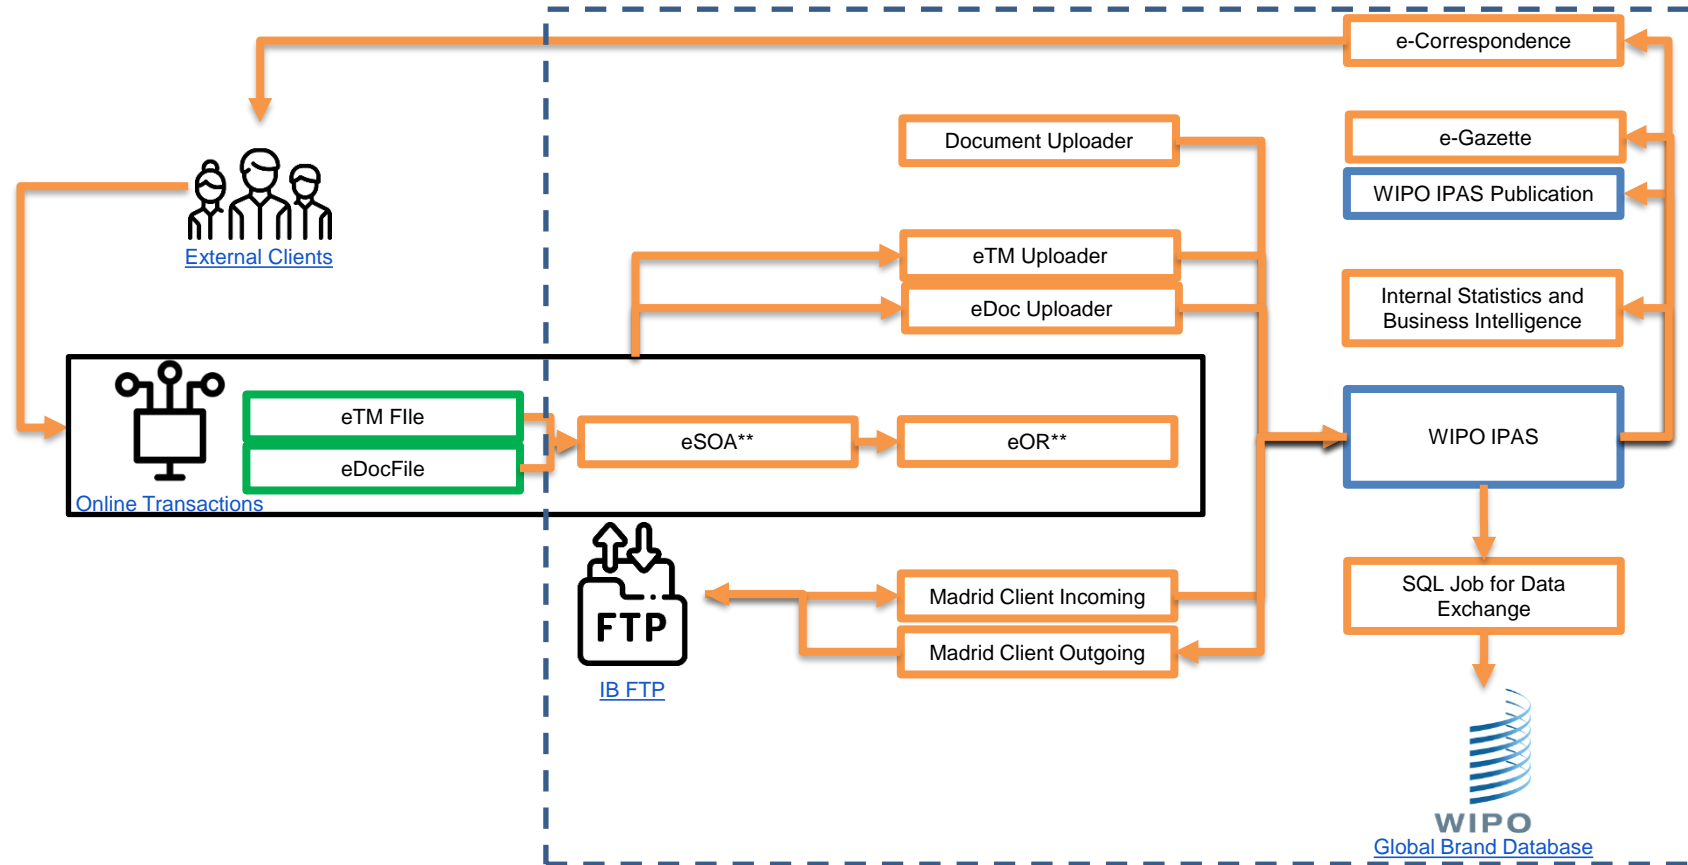 e-Correspondence
Document Uploader
e-Gazette
WIPO IPAS Publication
External Clients
eTM Uploader
eDoc Uploader
Internal Statistics and
Business Intelligence
eTM FIle
eDocFile
eSOA**
eOR**
WIPO IPAS
Online Transactions
FTP
IB FTP
Madrid Client Incoming
Madrid Client Outgoing
SQL Job for Data
Exchange
WIPO
Global Brand Database